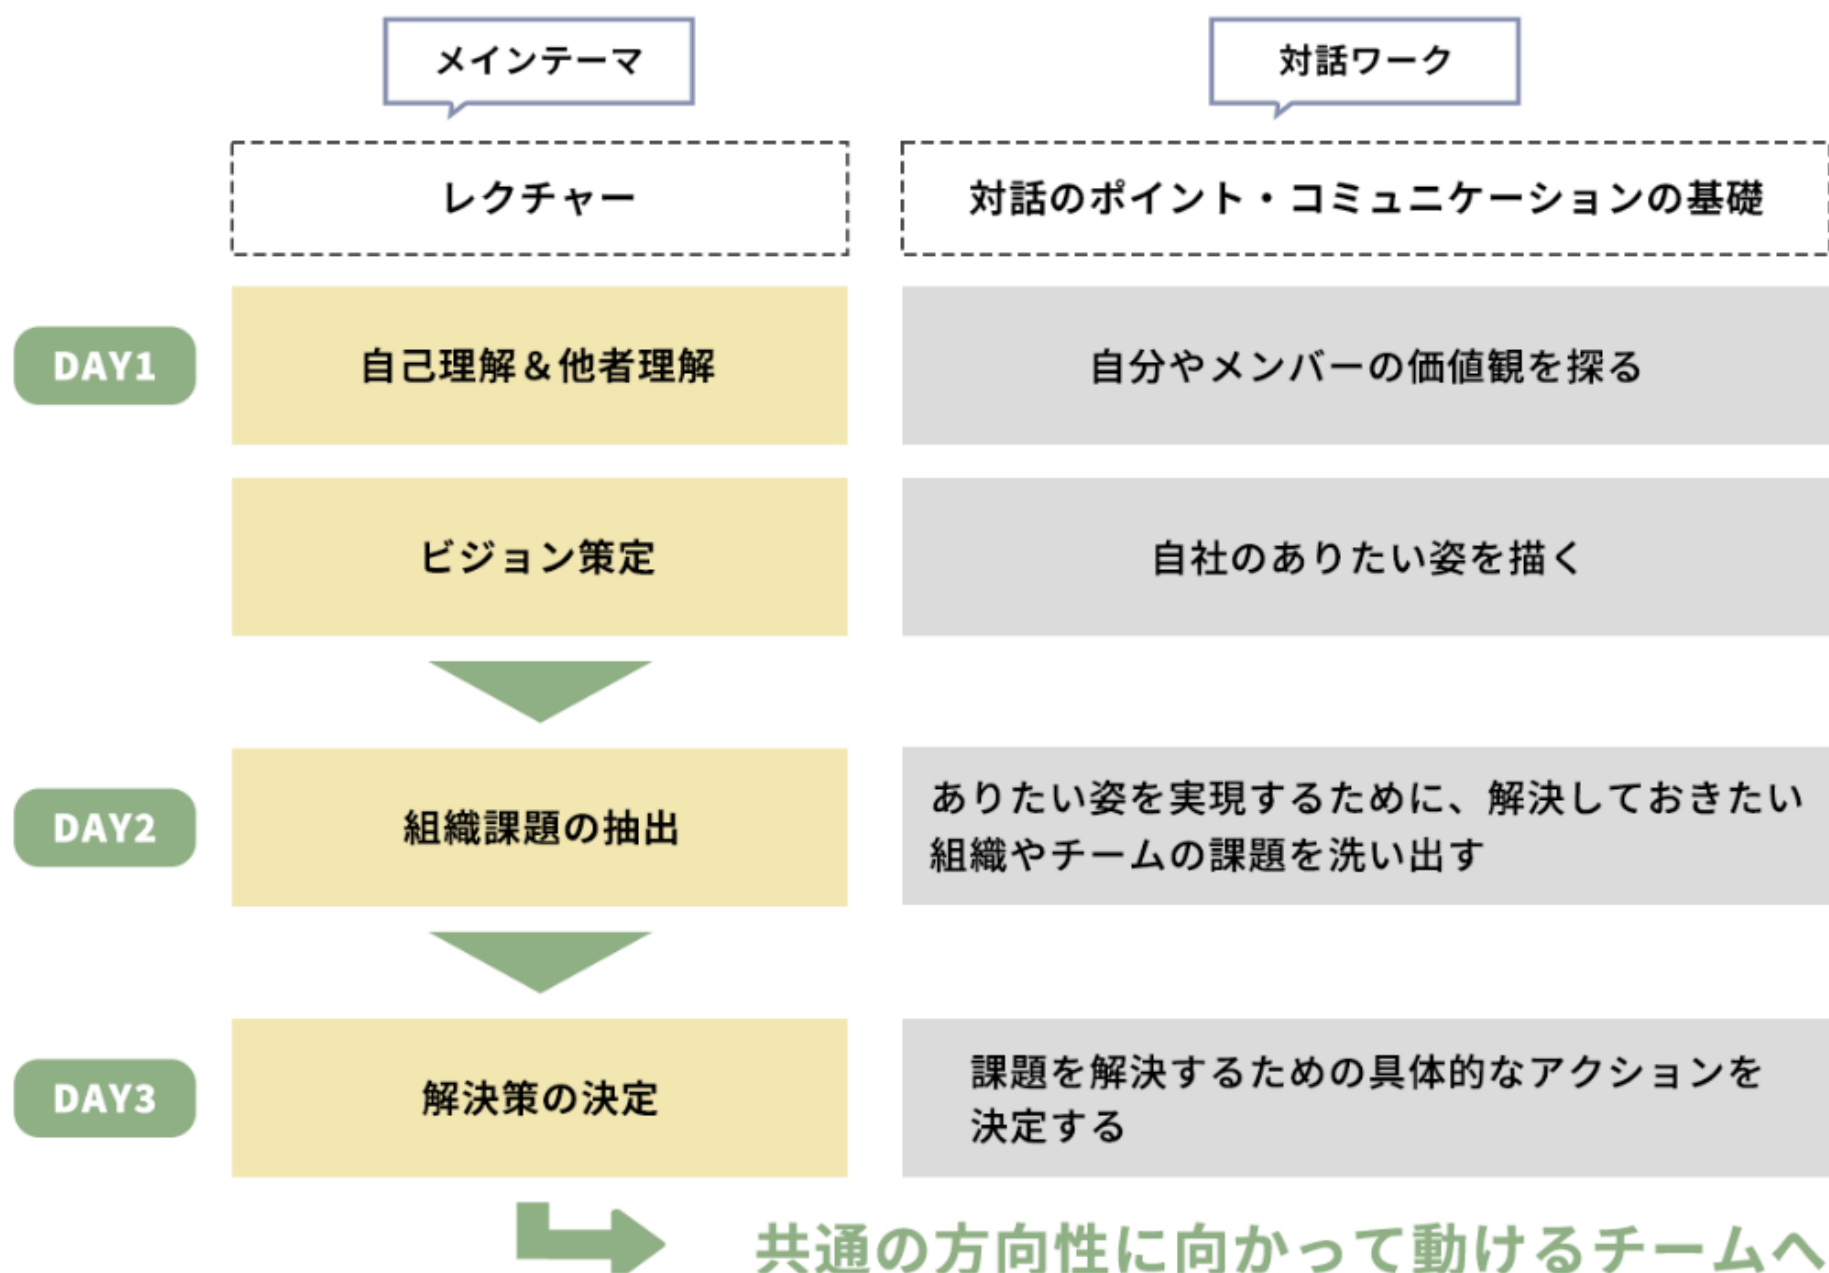 メインテーマ
対話ワーク
レクチャー
対話のポイント・コミュニケーションの基礎
DAY1
自己理解＆他者理解
自分やメンバーの価値観を探る
ビジョン策定
自社のありたい姿を描く
DAY2
組織課題の抽出
ありたい姿を実現するために、解決しておきたい
組織やチームの課題を洗い出す
DAY3
解決策の決定
課題を解決するための具体的なアクションを
決定する
共通の方向性に向かって動けるチームへ